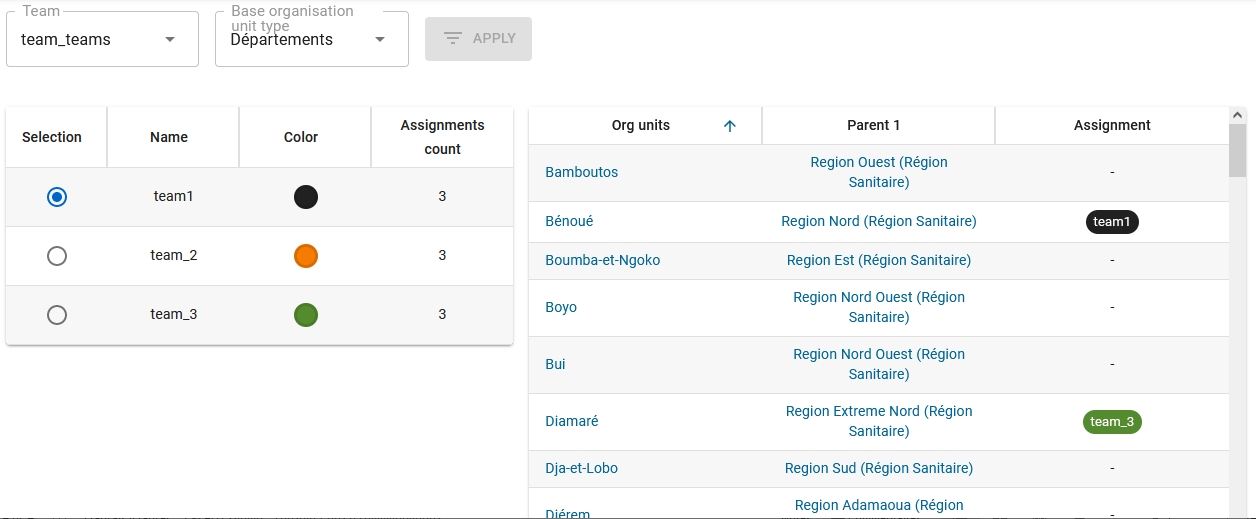 Team
team_teams
Base organisation
unit type
Départements
APPLY
Selection
Name
Color
Assignments
count
team1
3
team_2
3
team_3
3
Org units
Parent 1
Assignment
Bamboutos
Region Ouest (Région
Sanitaire)
-
Bénoué
Region Nord (Région Sanitaire)
team1
Boumba-et-Ngoko
Region Est (Région Sanitaire)
-
Boyo
Region Nord Ouest (Région
Sanitaire)
-
Bui
Region Nord Ouest (Région
Sanitaire)
-
Diamaré
Region Extreme Nord (Région
Sanitaire)
team_3
Dja-et-Lobo
Region Sud (Région Sanitaire)
-
Djérem
Region Adamaoua (Région
-